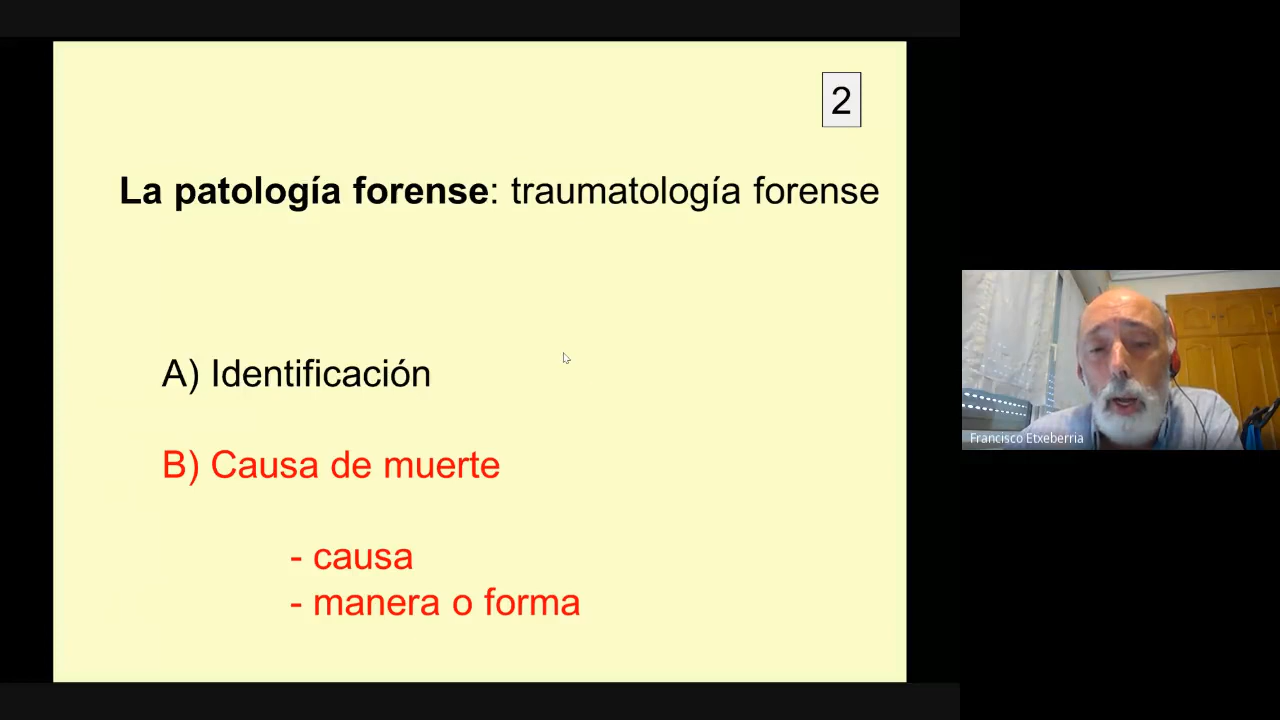 2
La patología forense: traumatología forense
A) Identificación
B) Causa de muerte
- causa
- manera o forma
Francisco Etxeberria